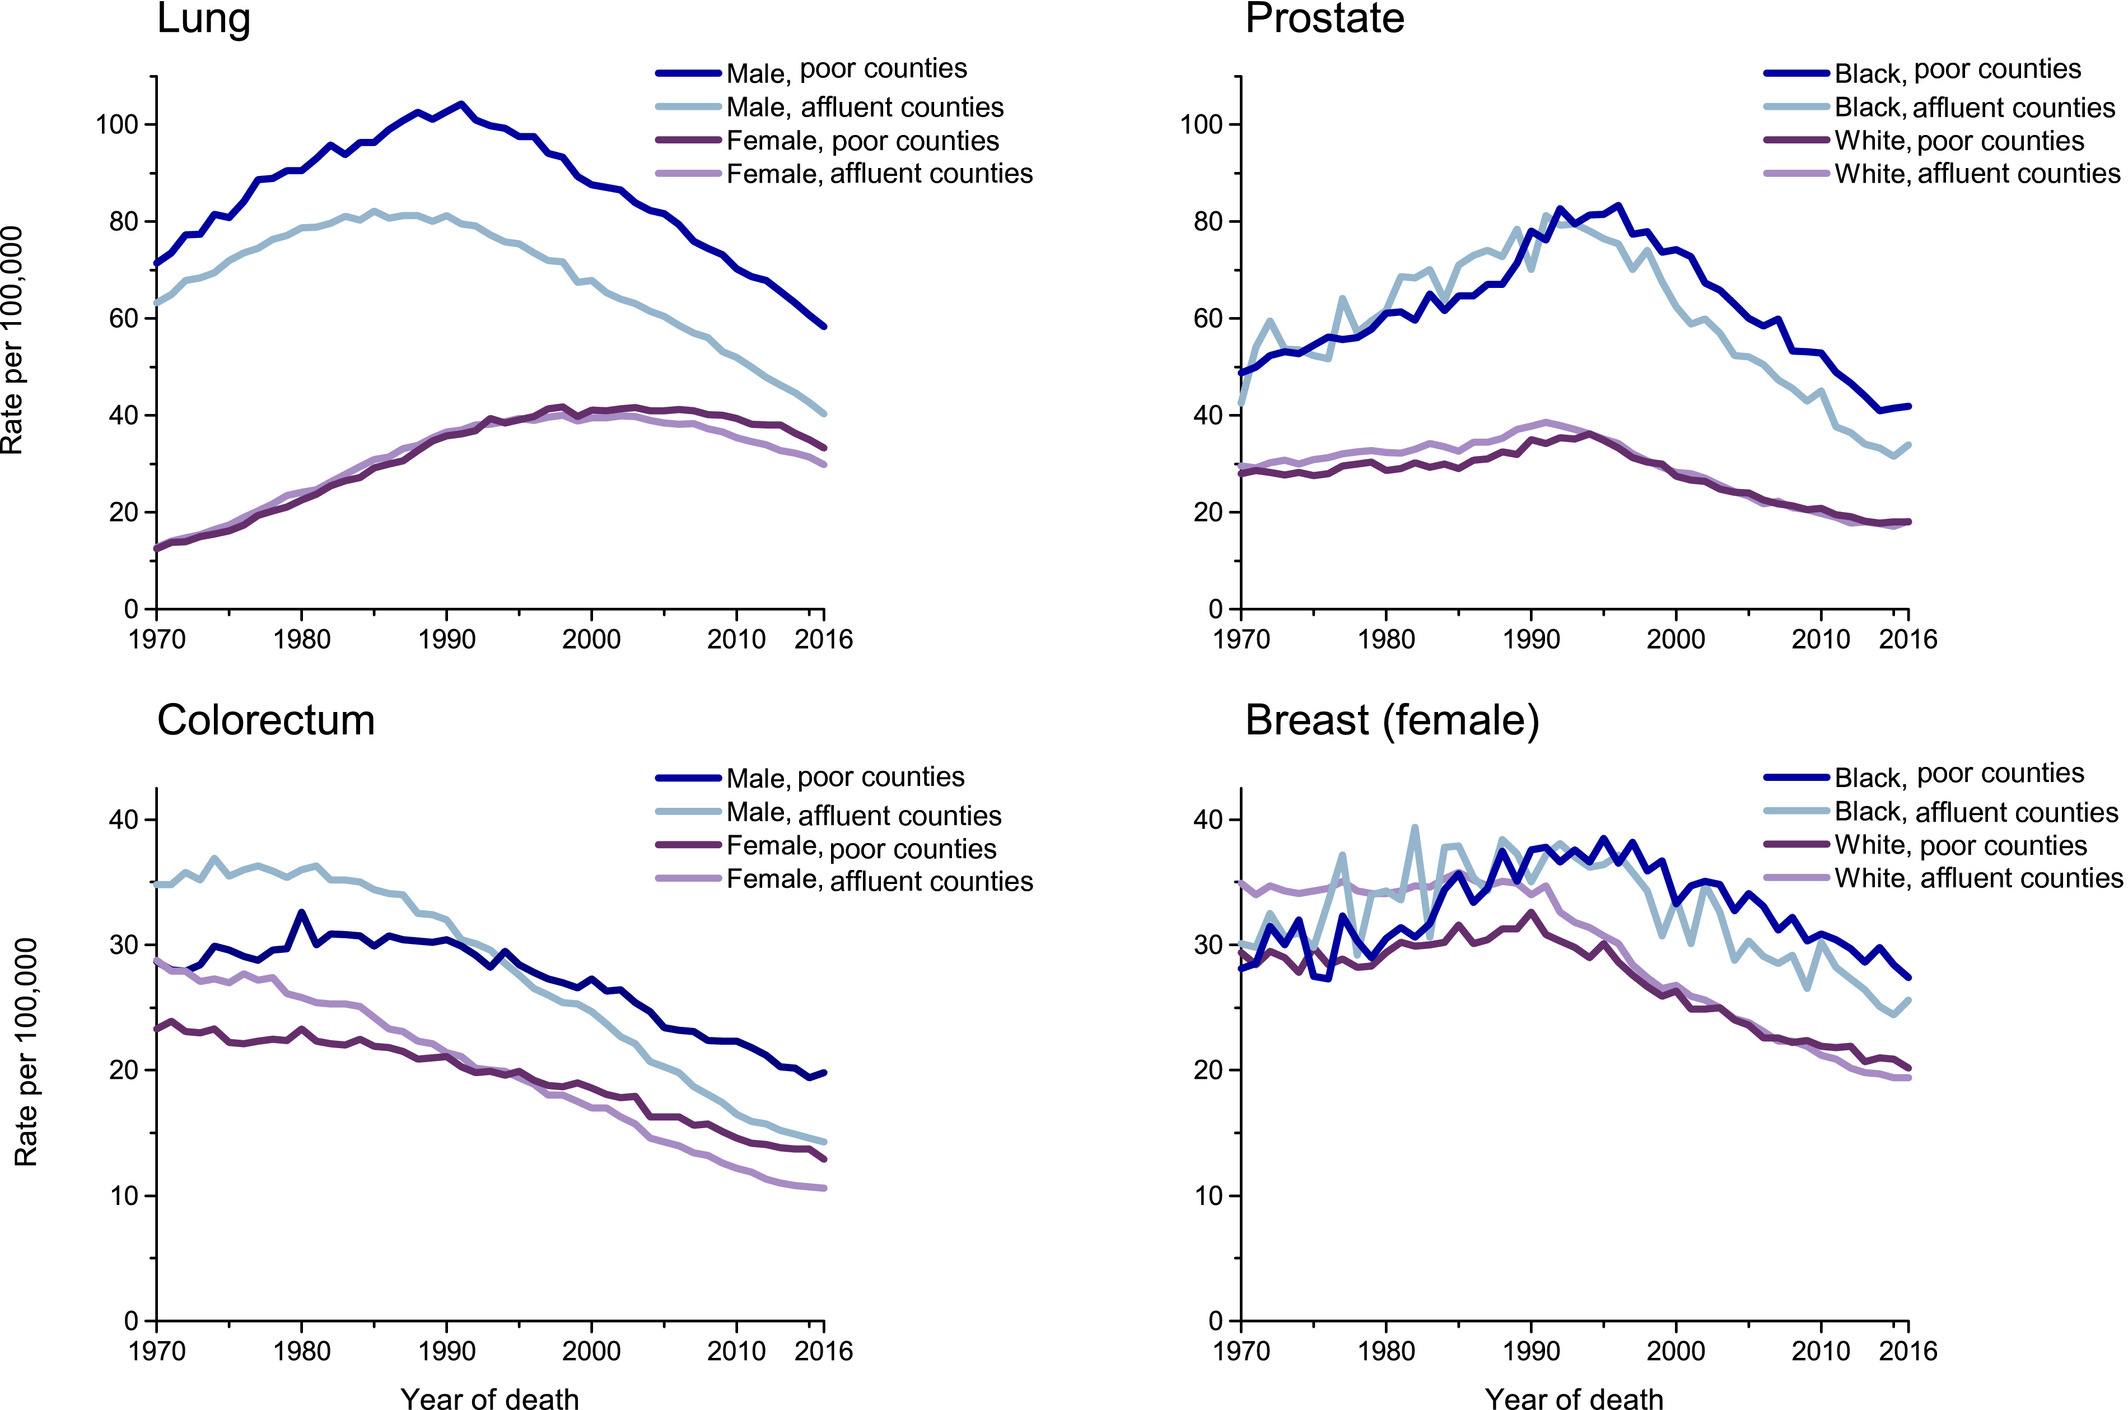 Lung
Male, poor counties
Male, affluent counties
Female, poor counties
Female, affluent counties
Rate per 100,000
100
80
60
40
20
0
1970 1980 1990 2000 2010 2016
Prostate
Black, poor counties
Black, affluent counties
White, poor counties
White, affluent counties
100
80
60
40
20
0
1970 1980 1990 2000 2010 2016
Colorectum
Male, poor counties
Male, affluent counties
Female, poor counties
Female, affluent counties
Rate per 100,000
40
30
20
10
0
1970 1980 1990 2000 2010 2016
Year of death
Breast (female)
Black, poor counties
Black, affluent counties
White, poor counties
White, affluent counties
40
30
20
10
0
1970 1980 1990 2000 2010 2016
Year of death